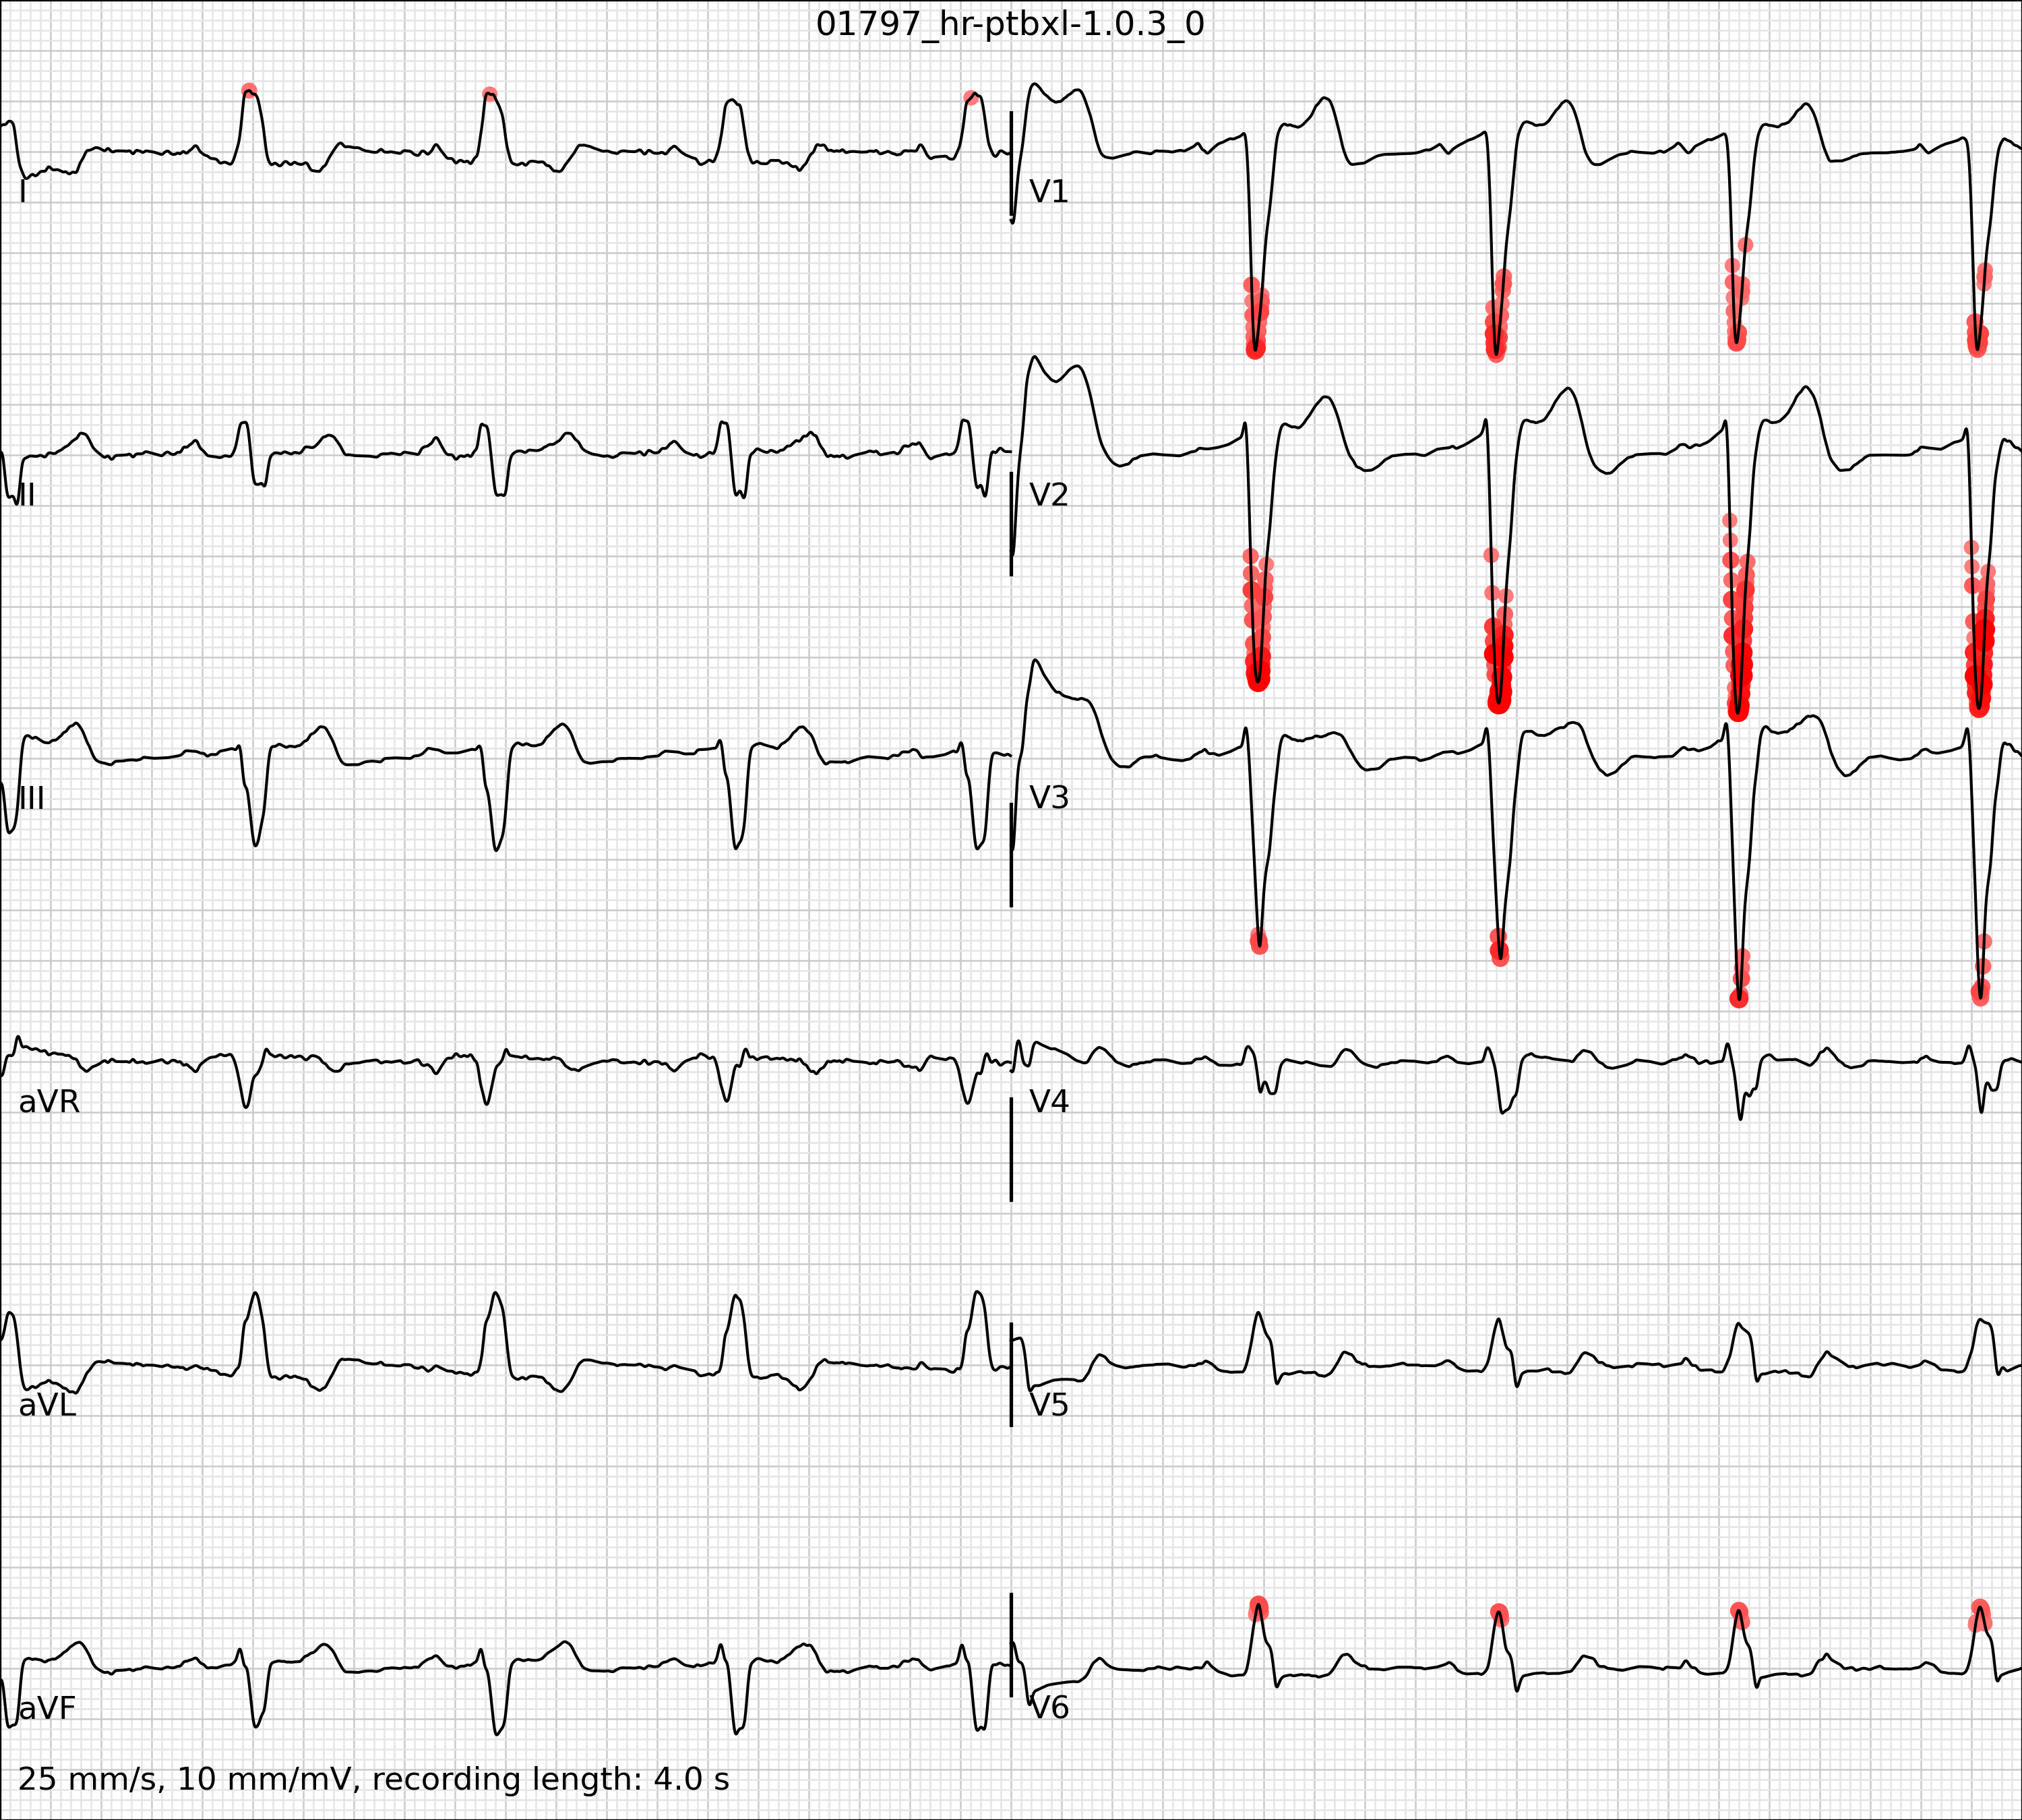 01797_hr-ptbxl-1.0.3_0
I
V1
II
V2
III
V3
aVR
V4
aVL
V5
aVF
V6
25 mm/s, 10 mm/mV, recording length: 4.0 s